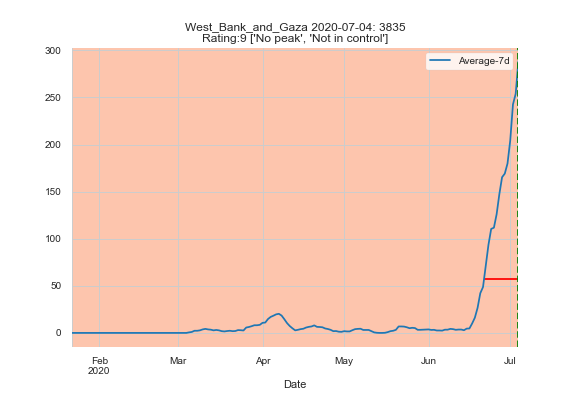 West_Bank_and_Gaza 2020-07-04: 3835
Rating:9 ['No peak', 'Not in control']
Average-7d
300
250
200
150
100
50
0
Feb Mar Apr May Jun Jul
2020
Date